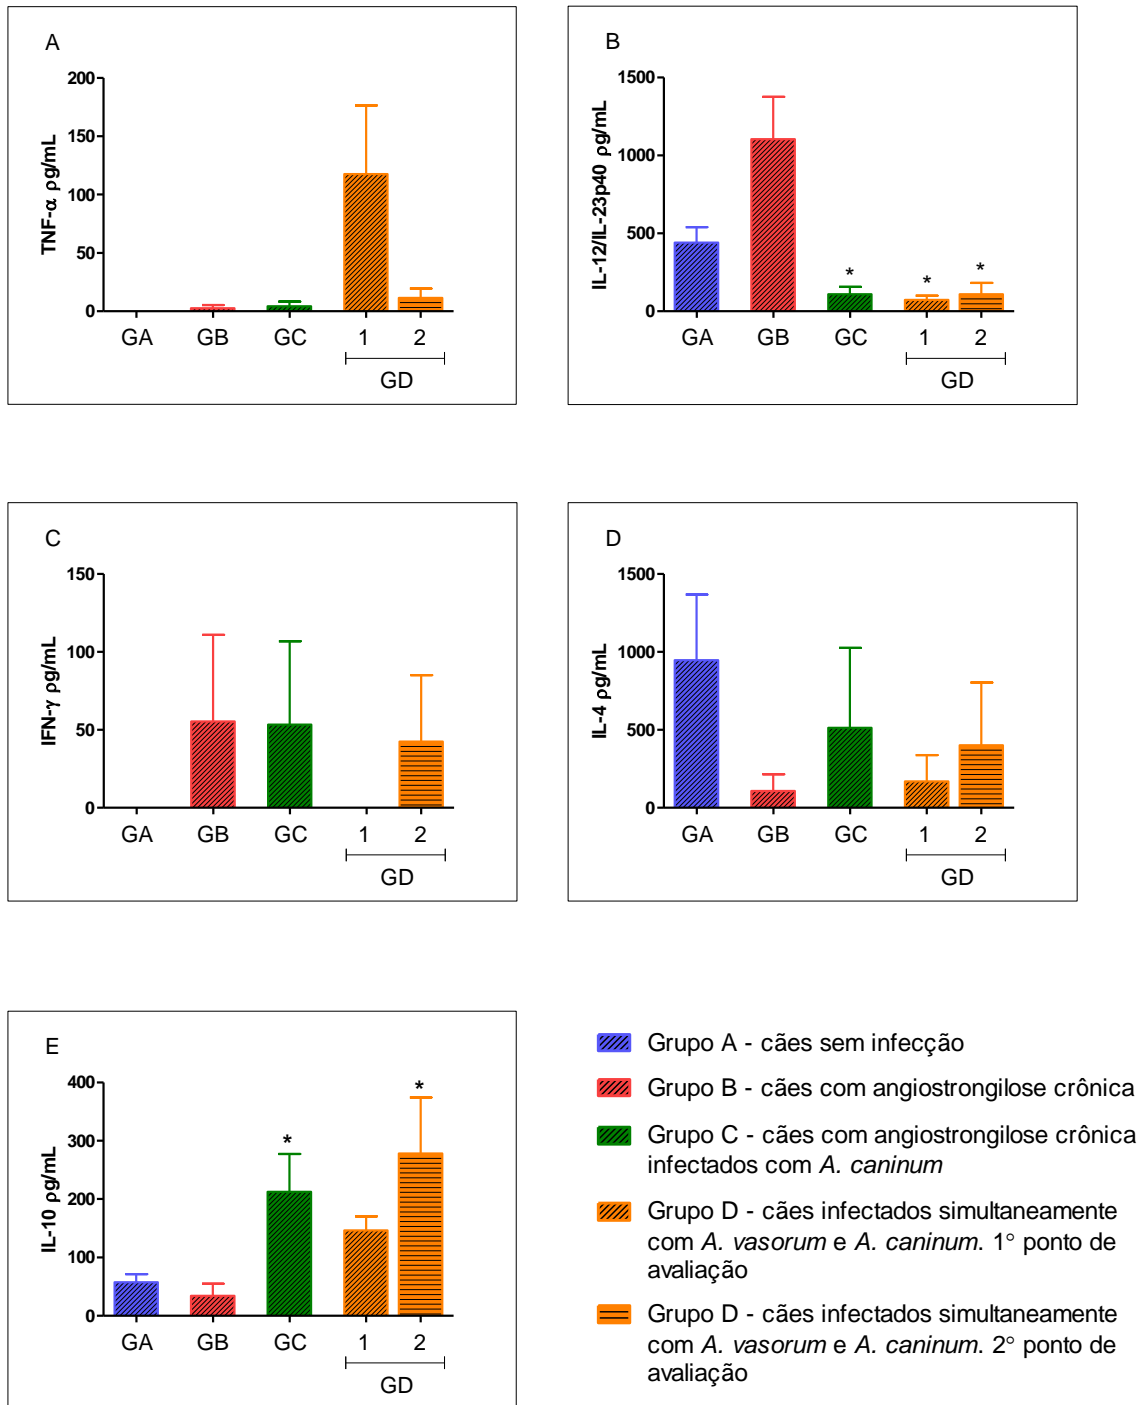 A
TNF-α ρg/mL
200
150
100
50
0
GA GB GC 1 2
GD
B
IL-12/IL-23p40 ρg/mL
1500
1000
500
0
* * *
GA GB GC 1 2
GD
C
IFN-γ ρg/mL
150
100
50
0
GA GB GC 1 2
GD
D
IL-4 ρg/mL
1500
1000
500
0
GA GB GC 1 2
GD
E
IL-10 ρg/mL
400
300
200
100
0
* *
GA GB GC 1 2
GD
Grupo A - cães sem infecção
Grupo B - cães com angiostrongilose crônica
Grupo C - cães com angiostrongilose crônica
infectados com A. caninum
Grupo D - cães infectados simultaneamente
com A. vasorum e A. caninum. 1° ponto de
avaliação
Grupo D - cães infectados simultaneamente
com A. vasorum e A. caninum. 2° ponto de
avaliação